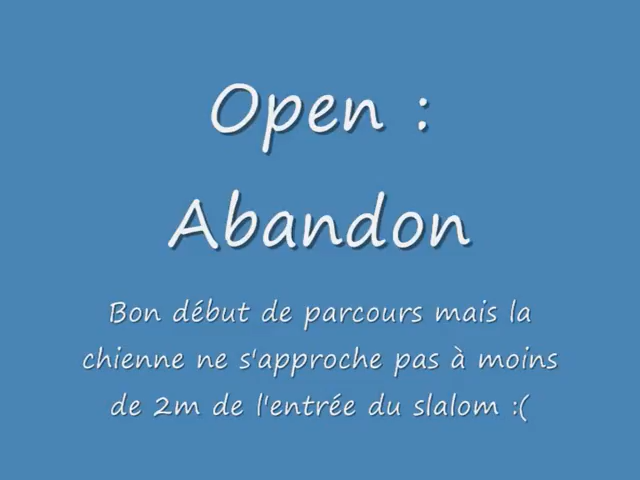 Open :
Abandon
Bon début de parcours mais la
chienne ne s'approche pas à moins
de 2m de l'entrée du slalom :(